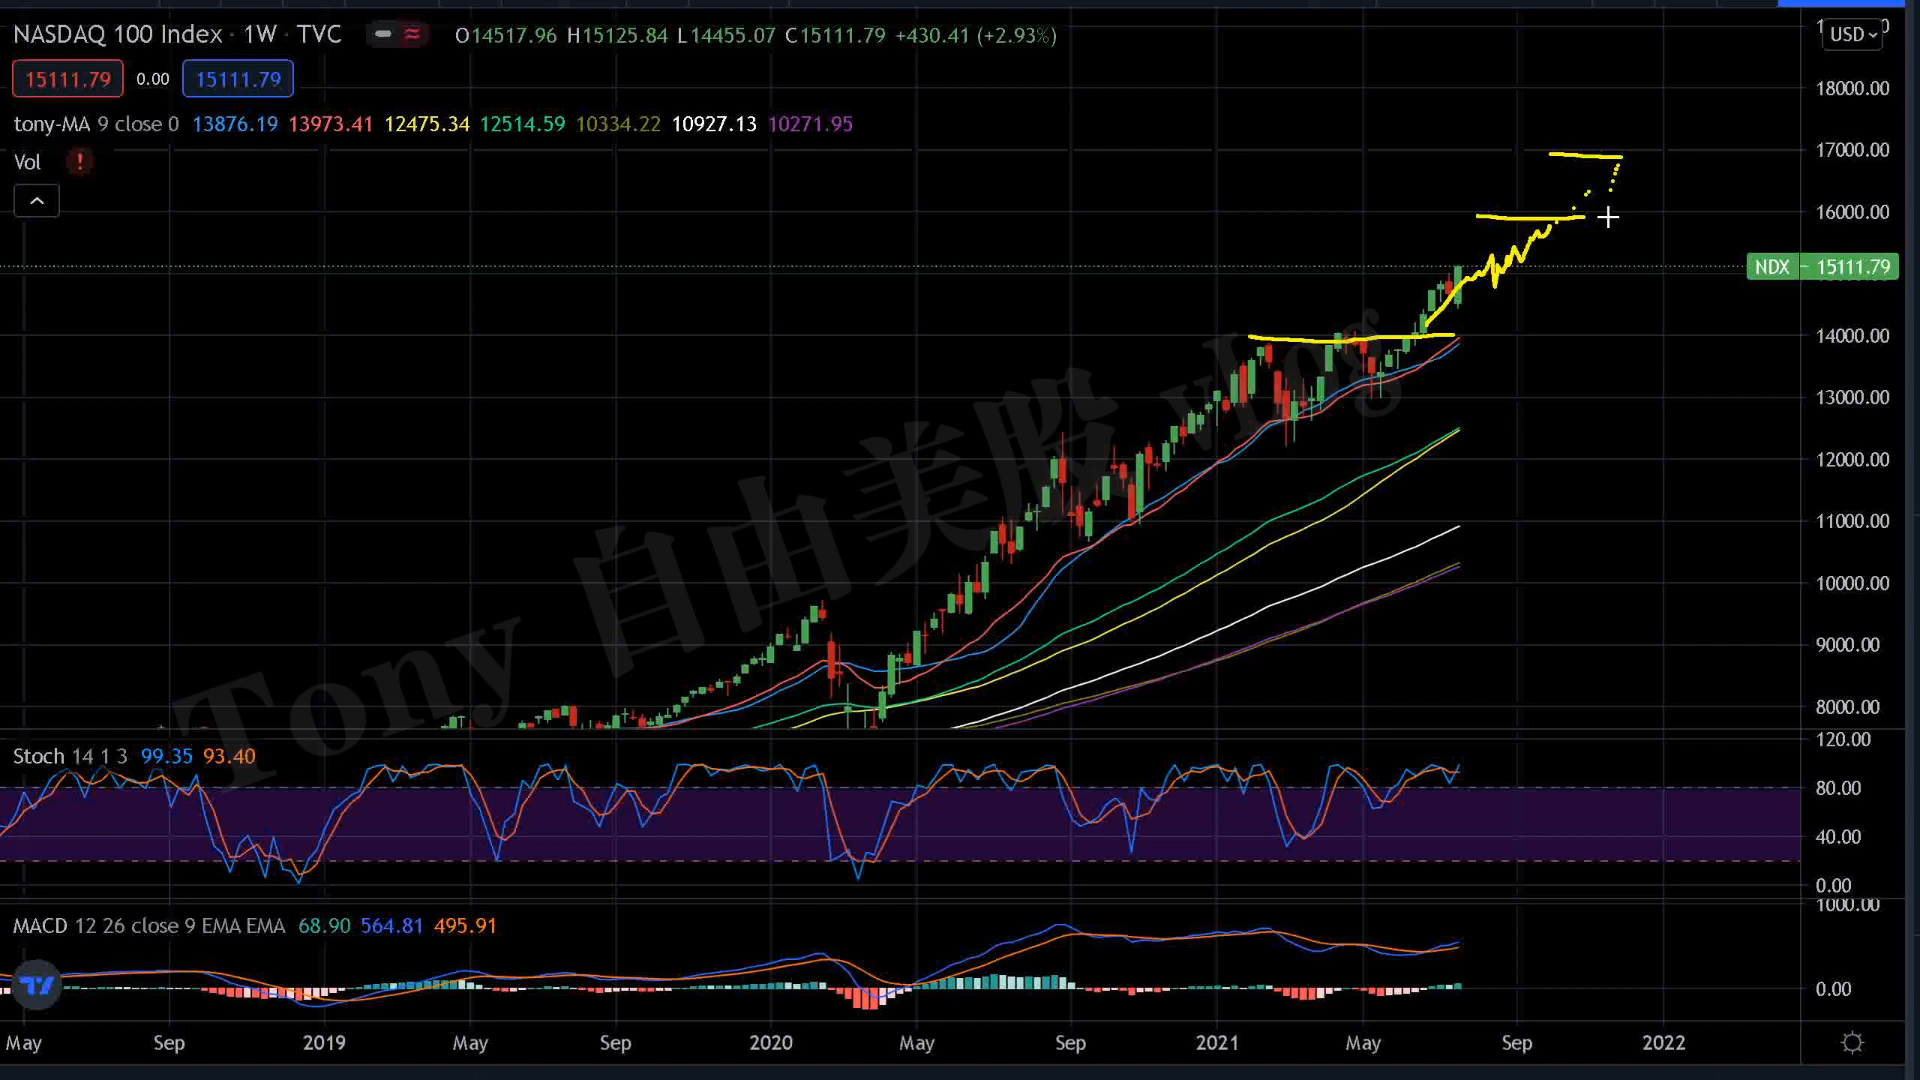 NASDAQ 100 Index · 1W · TVC O14517.96 H15125.84 L14455.07 C15111.79 +430.41 (+2.93%)
USD
15111.79 0.00 15111.79
tony-MA 9 close 0 13876.19 13973.41 12475.34 12514.59 10334.22 10927.13 10271.95
Vol !
18000.00
17000.00
16000.00
NDX 15111.79
14000.00
13000.00
12000.00
11000.00
10000.00
9000.00
8000.00
Tony 自由美股 vlog
Stoch 14 1 3 99.35 93.40
120.00
80.00
40.00
0.00
MACD 12 26 close 9 EMA EMA 68.90 564.81 495.91
1000.00
0.00
May Sep 2019 May Sep 2020 May Sep 2021 May Sep 2022